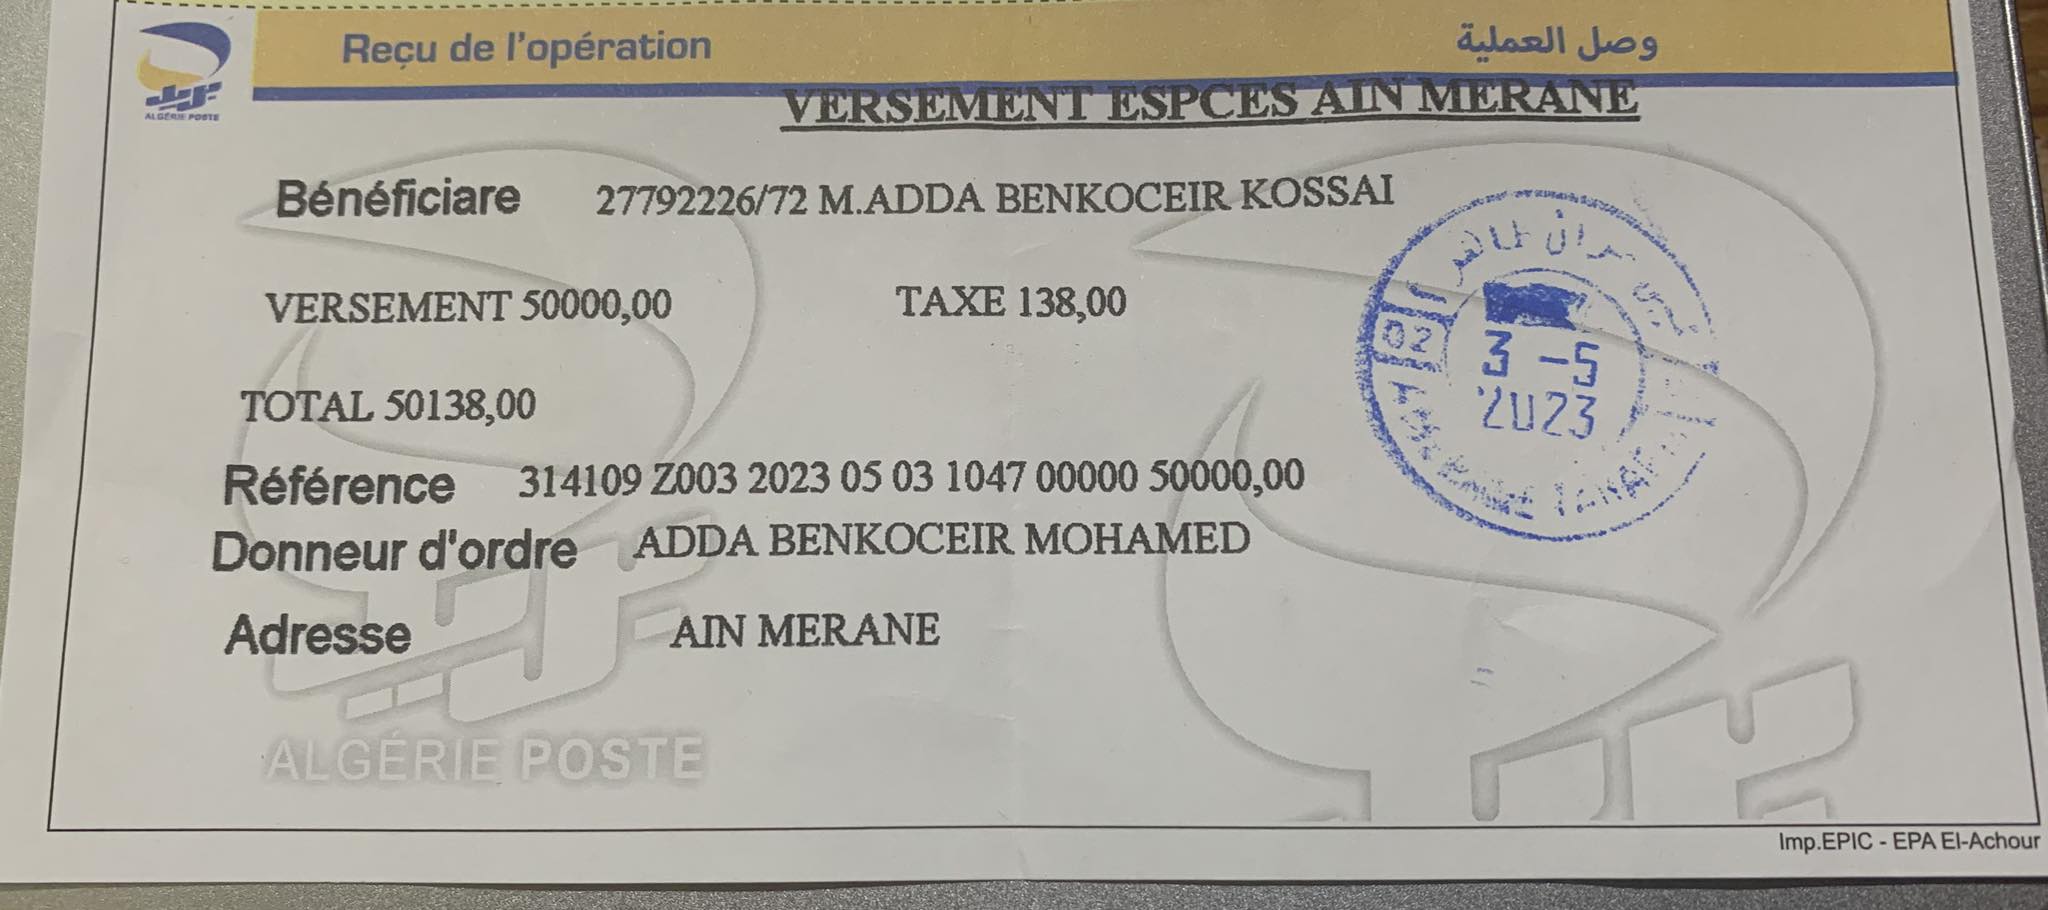 Reçu de l'opération
وصل العملية
ALGÉRIE POSTE
VERSEMENT ESPCES AIN MERANE
Bénéficiare 27792226/72 M.ADDA BENKOCEIR KOSSAI
VERSEMENT 50000,00 TAXE 138,00
TOTAL 50138,00
Référence 314109 Z003 2023 05 03 1047 00000 50000,00
Donneur d'ordre ADDA BENKOCEIR MOHAMED
Adresse AIN MERANE
02
3 -5
2023
ALGÉRIE POSTE
Imp.EPIC - EPA El-Achour